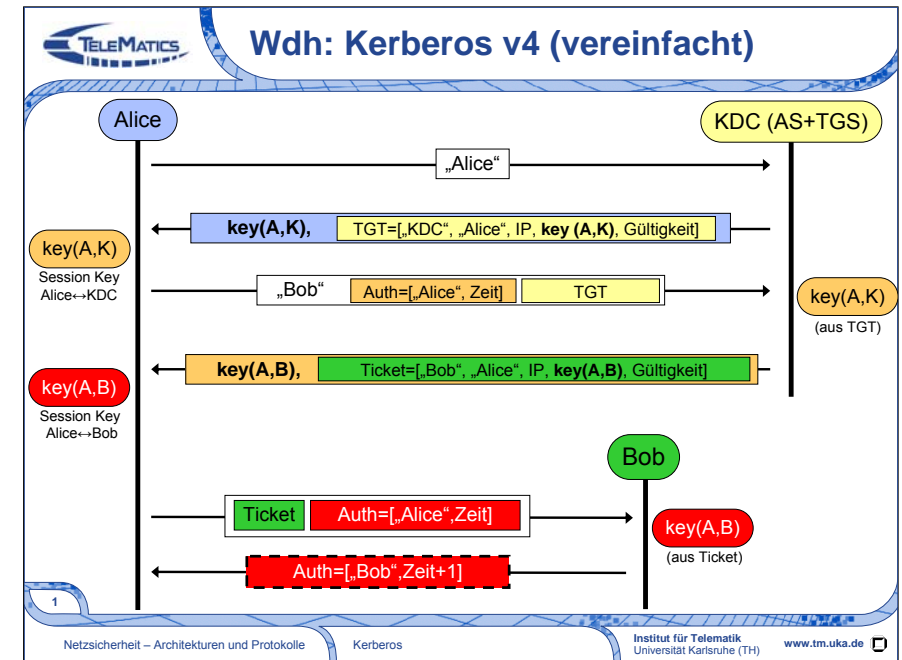 TELEMATICS
Wdh: Kerberos v4 (vereinfacht)
Alice
KDC (AS+TGS)
„Alice“
key(A,K), TGT=[„KDC“, „Alice“, IP, key (A,K), Gültigkeit]
key(A,K)
Session Key
Alice↔KDC
„Bob“ Auth=[„Alice“, Zeit] TGT
key(A,K)
(aus TGT)
key(A,B), Ticket=[„Bob“, „Alice“, IP, key(A,B), Gültigkeit]
key(A,B)
Session Key
Alice↔Bob
Bob
Ticket Auth=[„Alice“,Zeit]
key(A,B)
(aus Ticket)
Auth=[„Bob“,Zeit+1]
1
Netzsicherheit – Architekturen und Protokolle
Kerberos
Institut für Telematik
Universität Karlsruhe (TH)
www.tm.uka.de